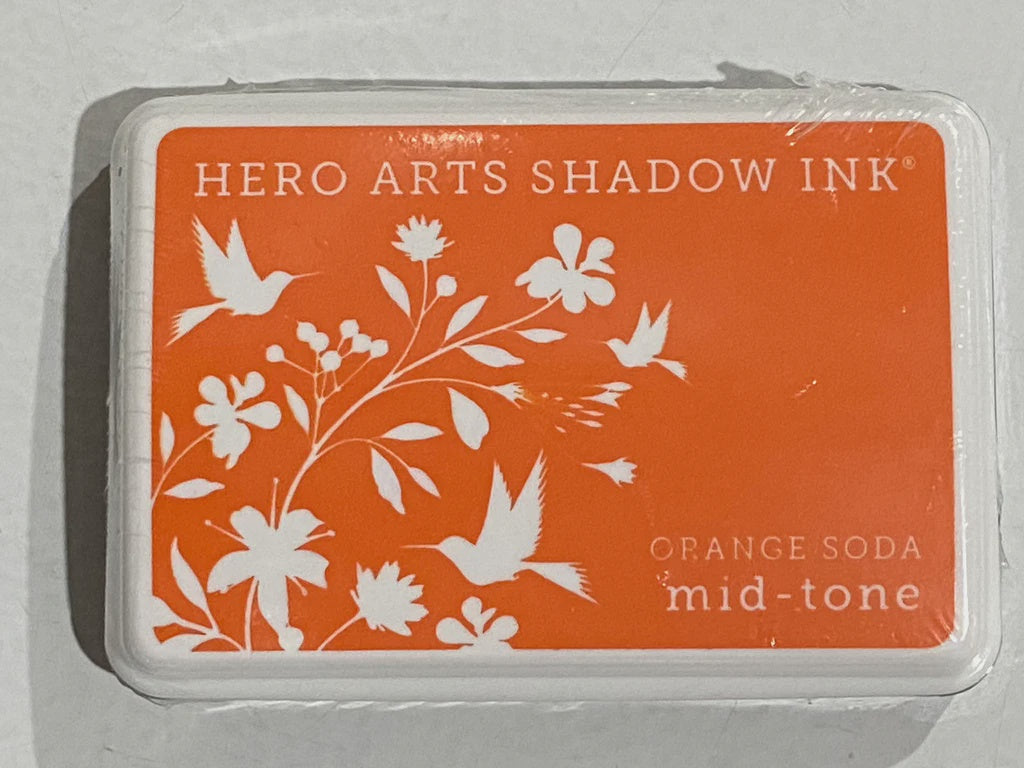 HERO ARTS SHADOW INK®
ORANGE SODA
mid-tone